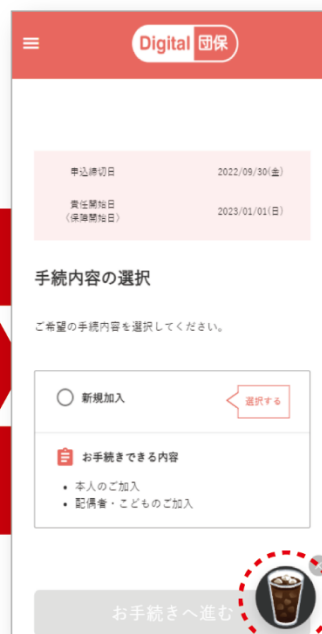 Digital 団保
申込締切日 2022/09/30(金)
責任開始日
(保障開始日) 2023/01/01(日)
手続内容の選択
ご希望の手続内容を選択してください。
新規加入 選択する
お手続きできる内容
• 本人のご加入
• 配偶者・こどものご加入
お手続きへ進む